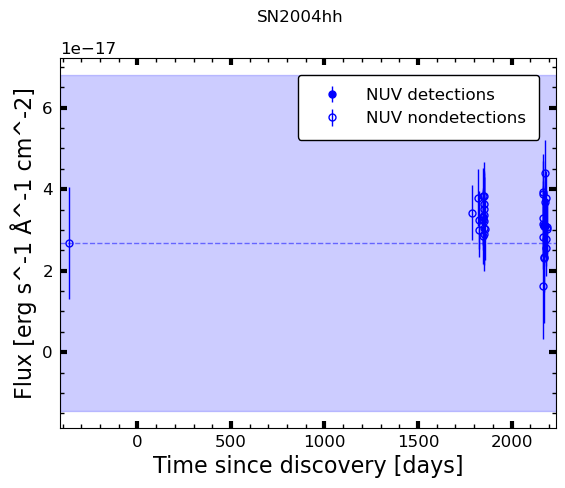 SN2004hh
1e−17
NUV detections
NUV nondetections
6
4
2
0
Flux [erg s^-1 Å^-1 cm^-2]
0 500 1000 1500 2000
Time since discovery [days]